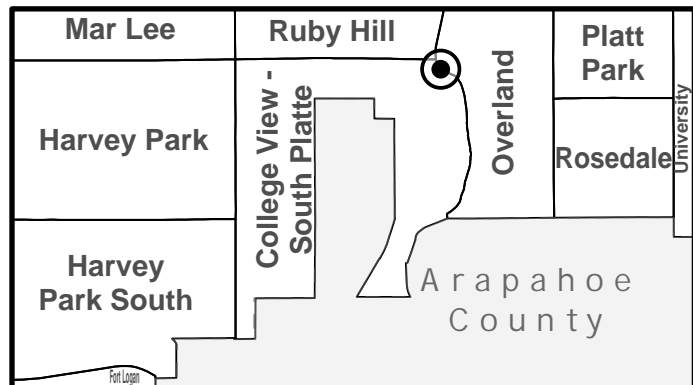 Mar Lee
Ruby Hill
Platt
Park
Harvey Park
College View -
South Platte
Overland
Rosedale
University
Harvey
Park South
Arapahoe
County
Fort Logan